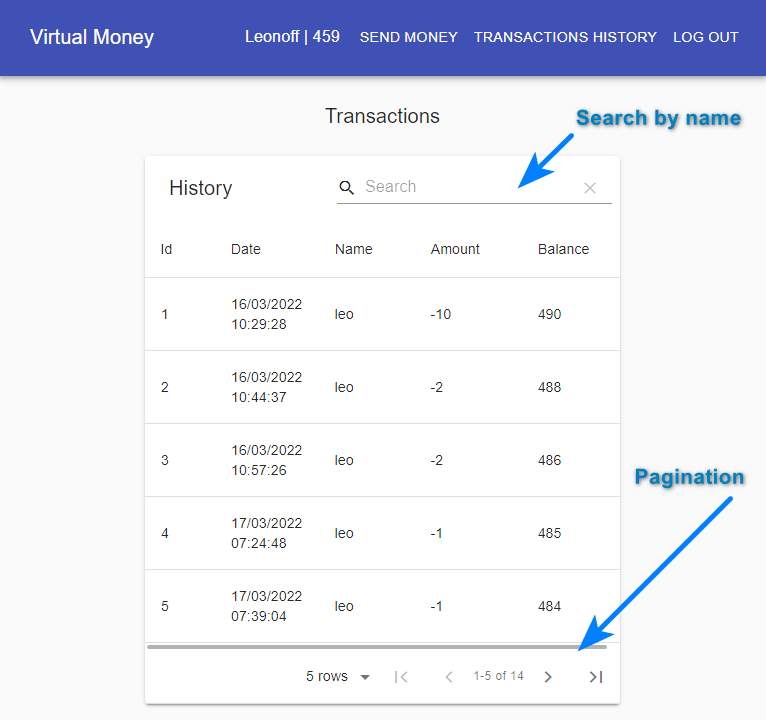 Virtual Money Leonoff | 459 SEND MONEY TRANSACTIONS HISTORY LOG OUT
Transactions
Search by name
History Search
Id Date Name Amount Balance
1 16/03/2022 10:29:28 leo -10 490
2 16/03/2022 10:44:37 leo -2 488
3 16/03/2022 10:57:26 leo -2 486
Pagination
4 17/03/2022 07:24:48 leo -1 485
5 17/03/2022 07:39:04 leo -1 484
5 rows 1-5 of 14